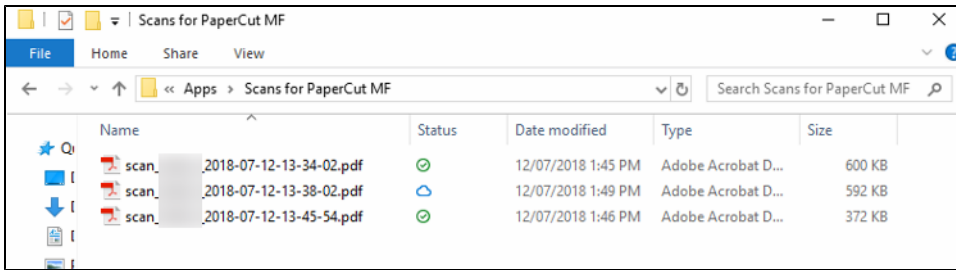 Scans for PaperCut MF
File Home Share View
« Apps > Scans for PaperCut MF Search Scans for PaperCut MF
Name Status Date modified Type Size
scan_ _2018-07-12-13-34-02.pdf 12/07/2018 1:45 PM Adobe Acrobat D... 600 KB
scan_ _2018-07-12-13-38-02.pdf 12/07/2018 1:49 PM Adobe Acrobat D... 592 KB
scan_ _2018-07-12-13-45-54.pdf 12/07/2018 1:46 PM Adobe Acrobat D... 372 KB